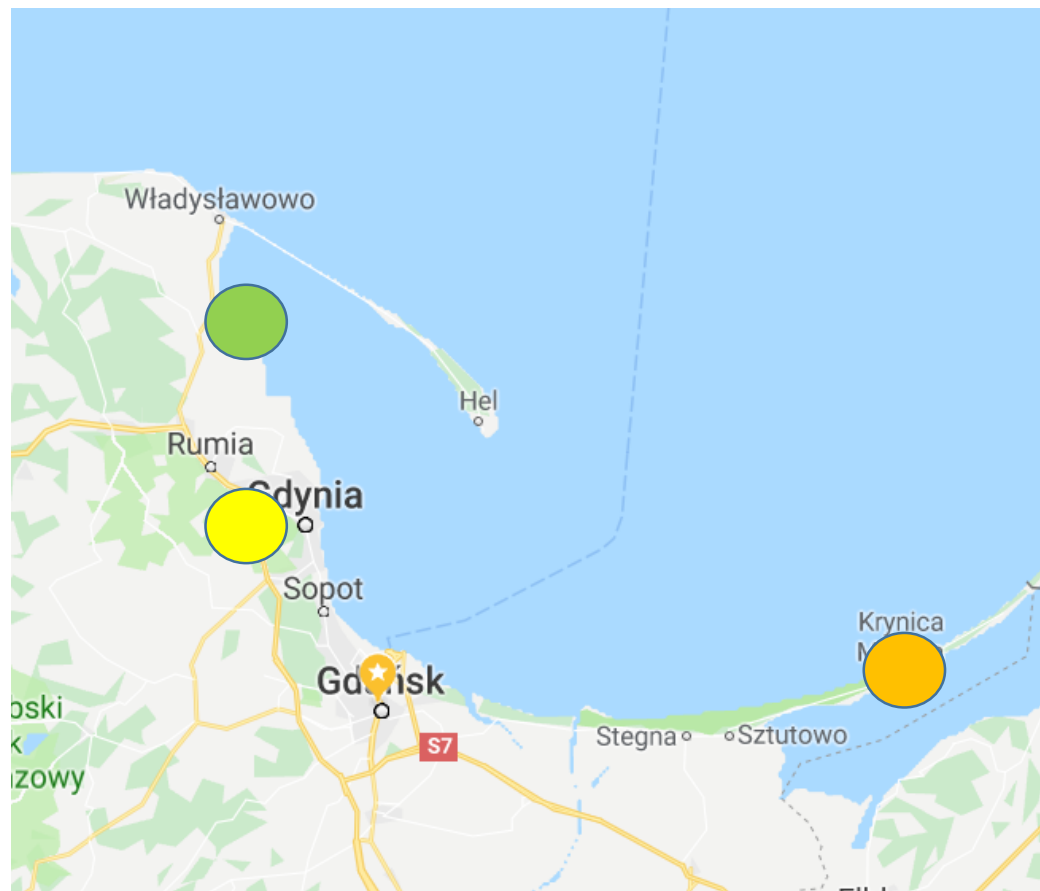 Władysławowo
Hel
Rumia
Gdynia
Sopot
Krynica
Gdańsk
S7
Stegna
Sztutowo